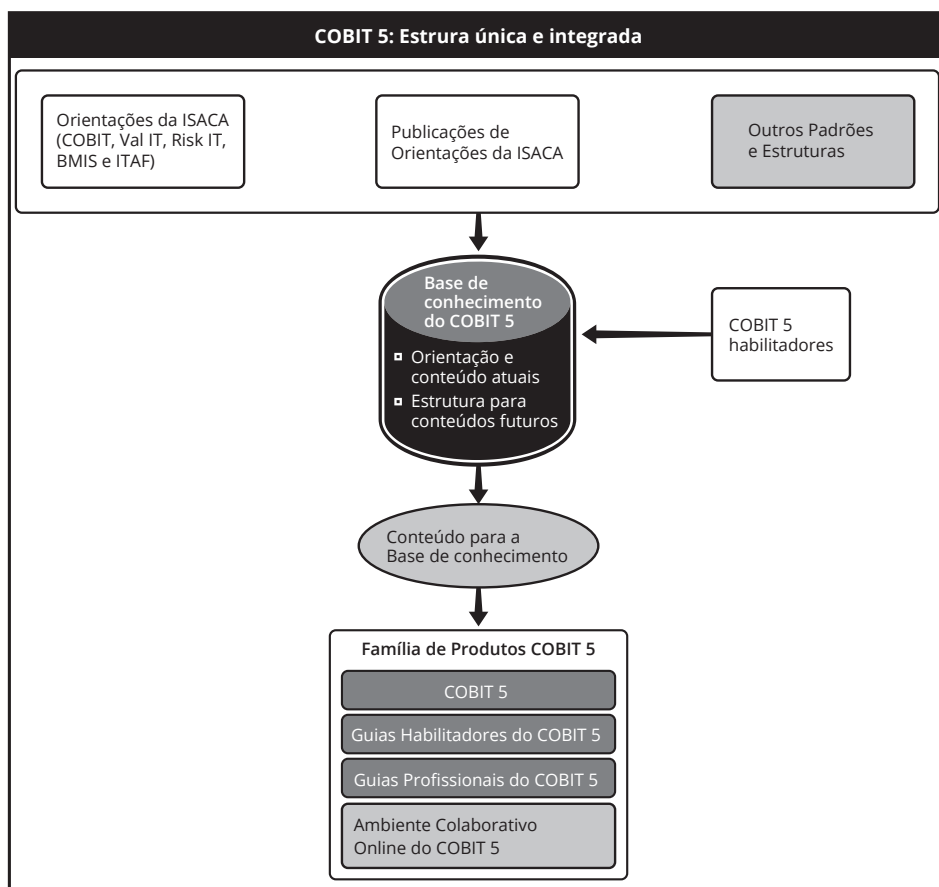 COBIT 5: Estrura única e integrada
Orientações da ISACA
(COBIT, Val IT, Risk IT,
BMIS e ITAF)
Publicações de
Orientações da ISACA
Outros Padrões
e Estruturas
Base de
conhecimento
do COBIT 5
Orientação e
conteúdo atuais
Estrutura para
conteúdos futuros
COBIT 5
habilitadores
Conteúdo para a
Base de conhecimento
Família de Produtos COBIT 5
COBIT 5
Guias Habilitadores do COBIT 5
Guias Profissionais do COBIT 5
Ambiente Colaborativo
Online do COBIT 5